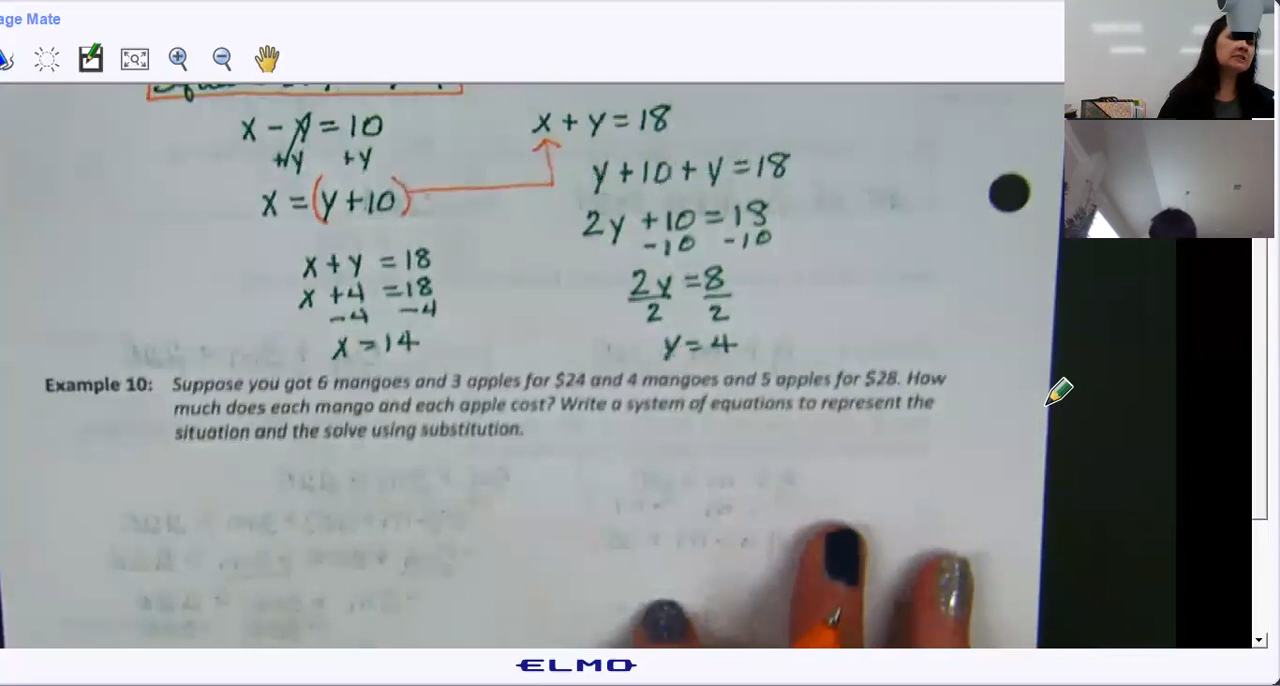 age Mate
x - y = 10
+y +y
x = (y+10)
x + y = 18
x + 4 = 18
-4 -4
x = 14
x + y = 18
y + 10 + y = 18
2y + 10 = 18
-10 -10
2y = 8
2 2
y = 4
Example 10: Suppose you got 6 mangoes and 3 apples for $24 and 4 mangoes and 5 apples for $28. How
much does each mango and each apple cost? Write a system of equations to represent the
situation and the solve using substitution.
ELMO